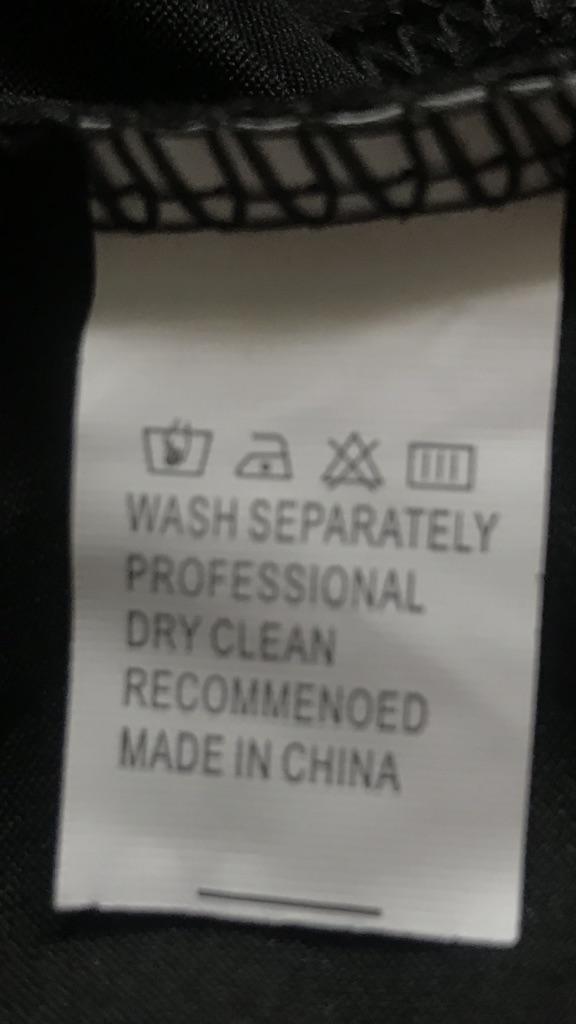 WASH SEPARATELY
PROFESSIONAL
DRY CLEAN
RECOMMENOED
MADE IN CHINA